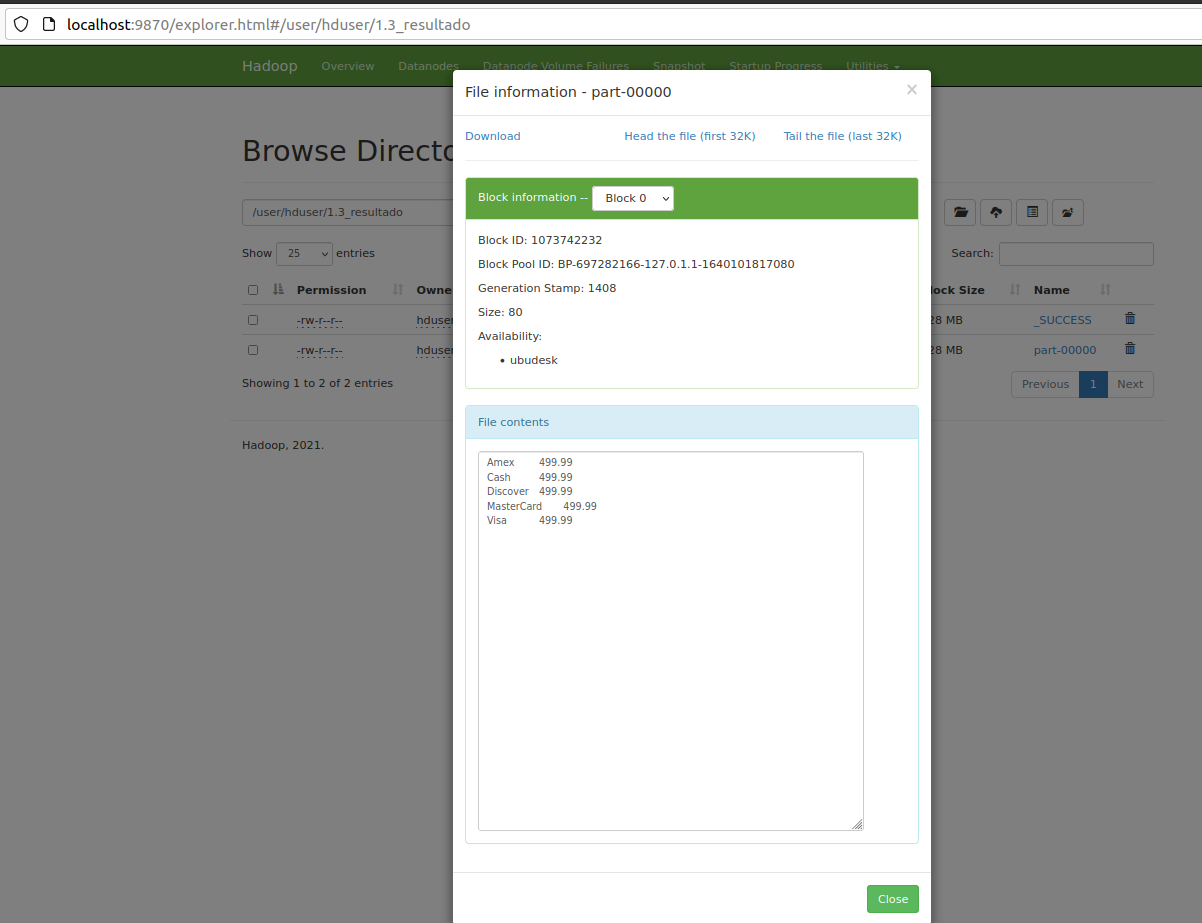 localhost:9870/explorer.html#/user/hduser/1.3_resultado
Hadoop Overview Datanodes Datanode Volume Failures Snapshot Startup Progress Utilities
File information - part-00000 ×
Download Head the file (first 32K) Tail the file (last 32K)
Browse Directo
Block information -- Block 0
/user/hduser/1.3_resultado
Block ID: 1073742232
Show 25 entries
Search:
Block Pool ID: BP-697282166-127.0.1.1-1640101817080
Generation Stamp: 1408
Permission Owne lock Size Name
Size: 80
-rw-r--r-- hduser 28 MB _SUCCESS
Availability:
-rw-r--r-- hduser 28 MB part-00000
ubudesk
Showing 1 to 2 of 2 entries
Previous 1 Next
File contents
Hadoop, 2021.
Amex 499.99
Cash 499.99
Discover 499.99
MasterCard 499.99
Visa 499.99
Close